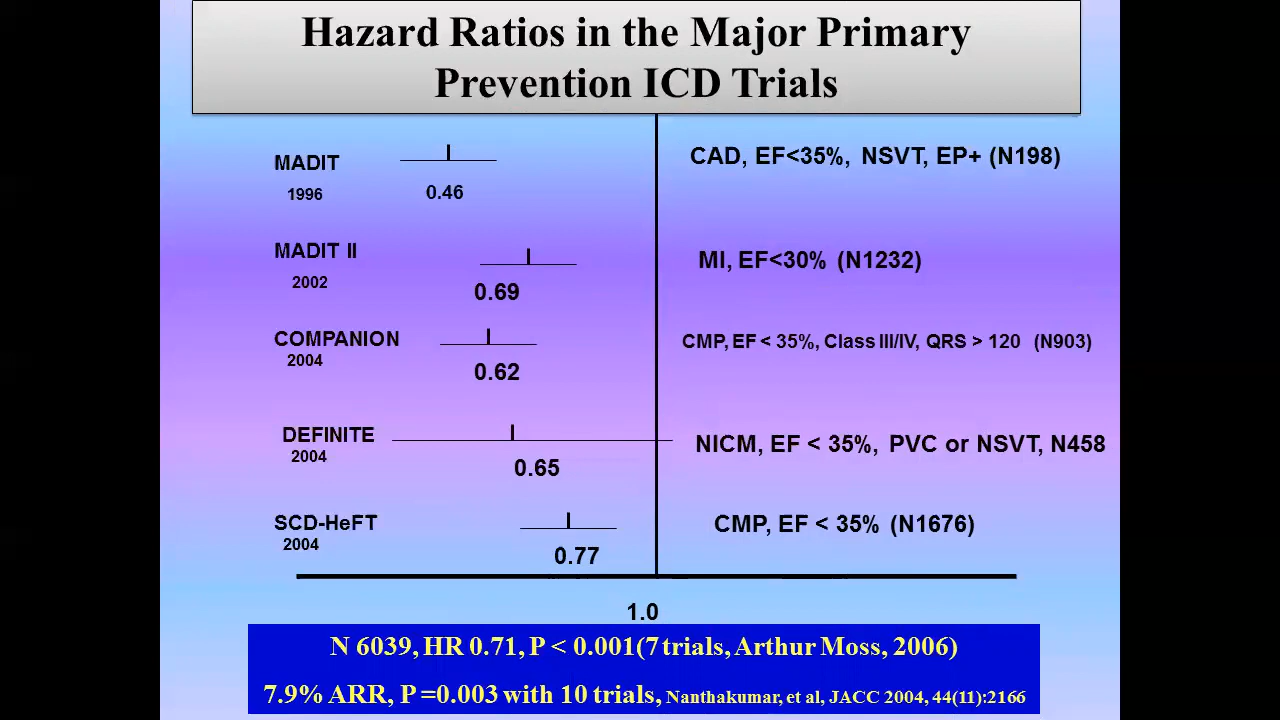 Hazard Ratios in the Major Primary
Prevention ICD Trials
MADIT
1996
0.46
CAD, EF<35%, NSVT, EP+ (N198)
MADIT II
2002
0.69
MI, EF<30% (N1232)
COMPANION
2004
0.62
CMP, EF < 35%, Class III/IV, QRS > 120 (N903)
DEFINITE
2004
0.65
NICM, EF < 35%, PVC or NSVT, N458
SCD-HeFT
2004
0.77
CMP, EF < 35% (N1676)
1.0
N 6039, HR 0.71, P < 0.001(7 trials, Arthur Moss, 2006)
7.9% ARR, P =0.003 with 10 trials, Nanthakumar, et al, JACC 2004, 44(11):2166